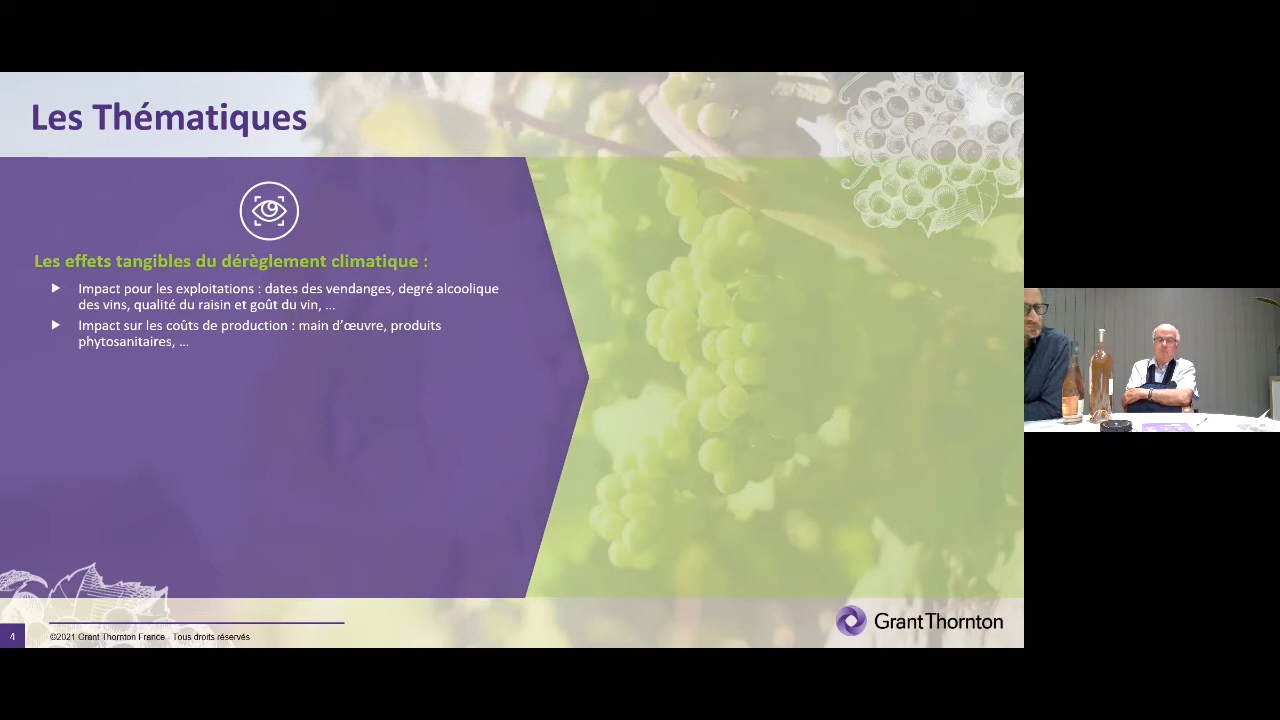 Les Thématiques
Les effets tangibles du dérèglement climatique :
Impact pour les exploitations : dates des vendanges, degré alcoolique
des vins, qualité du raisin et goût du vin, ...
Impact sur les coûts de production : main d'œuvre, produits
phytosanitaires, ...
4
©2021 Grant Thornton France - Tous droits réservés
Grant Thornton